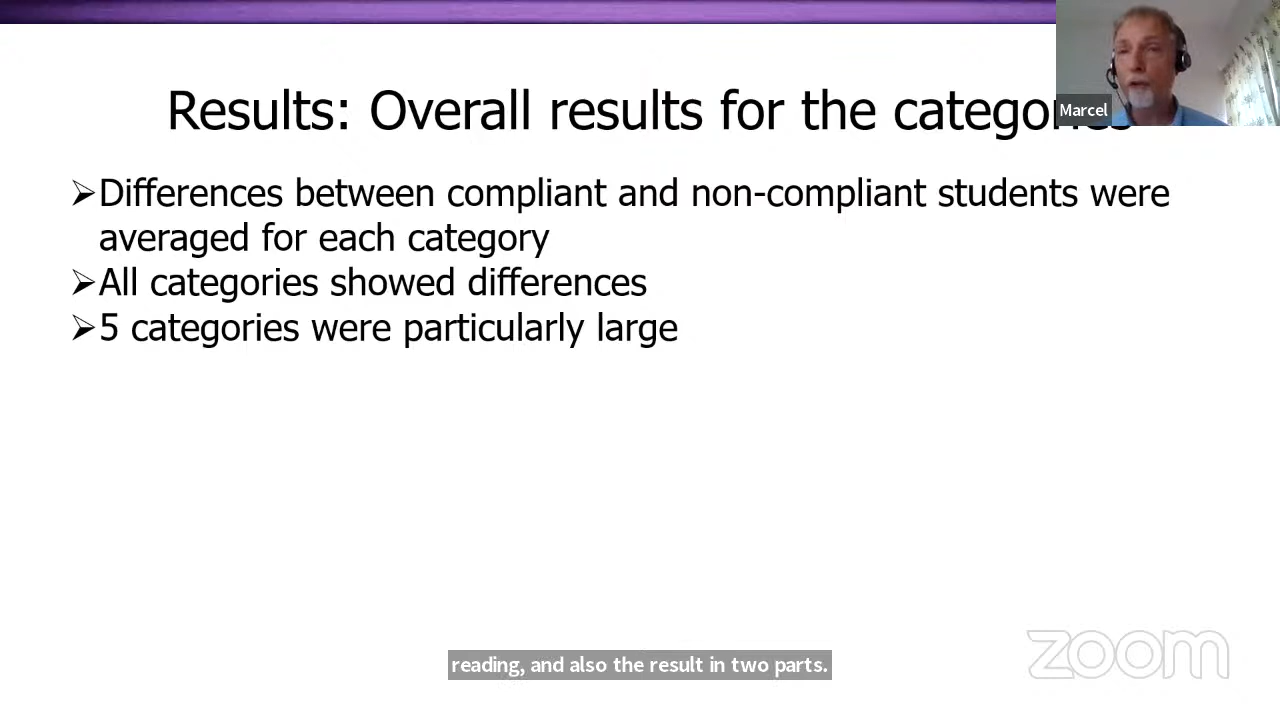 Results: Overall results for the categories
Marcel
➢Differences between compliant and non-compliant students were
averaged for each category
➢All categories showed differences
➢5 categories were particularly large
reading, and also the result in two parts.
zoom